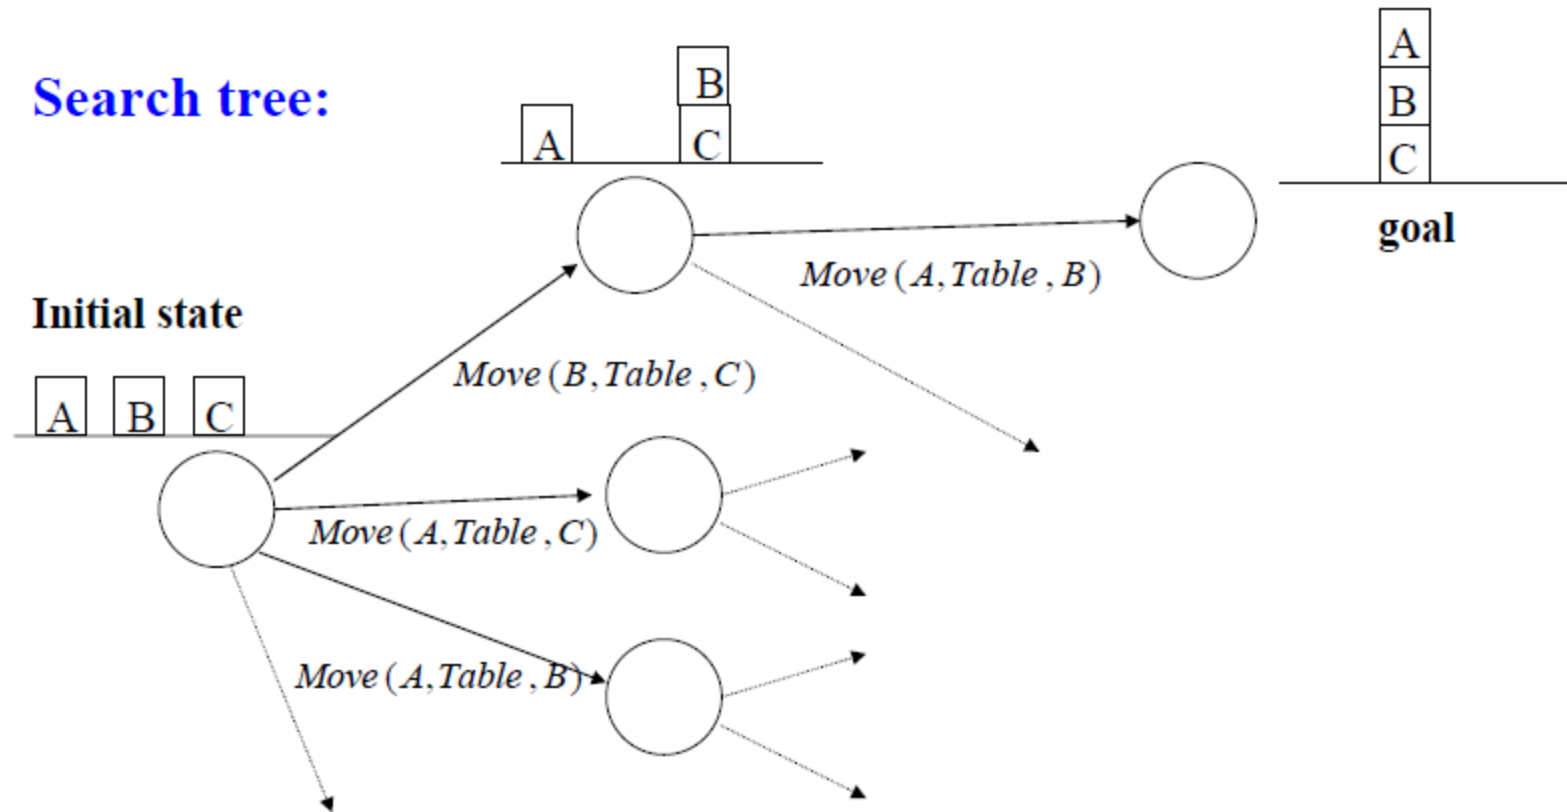 Search tree:
B
A
C
A
B
C
goal
Move (A,Table ,B)
Initial state
Move (B,Table ,C)
A B C
Move (A,Table ,C)
Move (A,Table ,B)